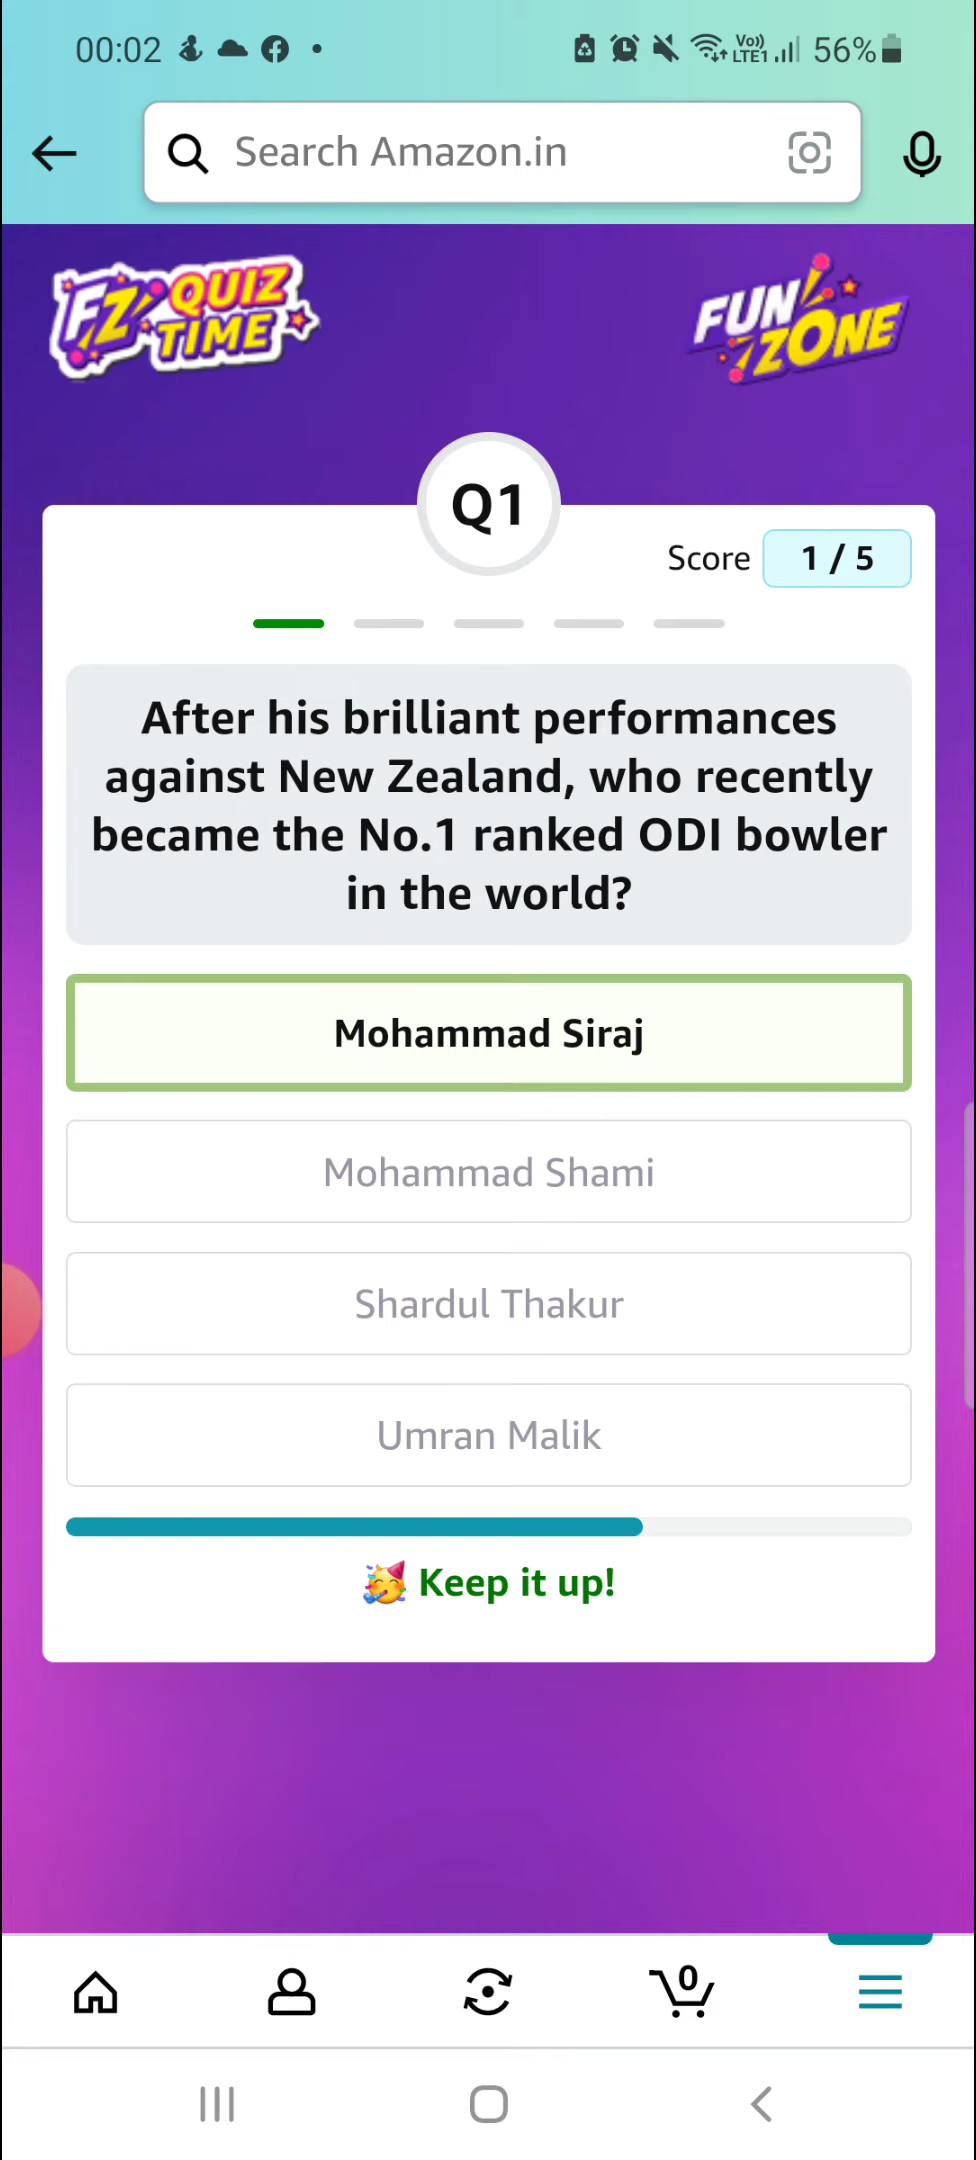 00:02
Vo))
LTE1
56%
Search Amazon.in
FZ QUIZ
TIME
FUN
ZONE
Q1
Score 1 / 5
After his brilliant performances
against New Zealand, who recently
became the No.1 ranked ODI bowler
in the world?
Mohammad Siraj
Mohammad Shami
Shardul Thakur
Umran Malik
🥳 Keep it up!
0